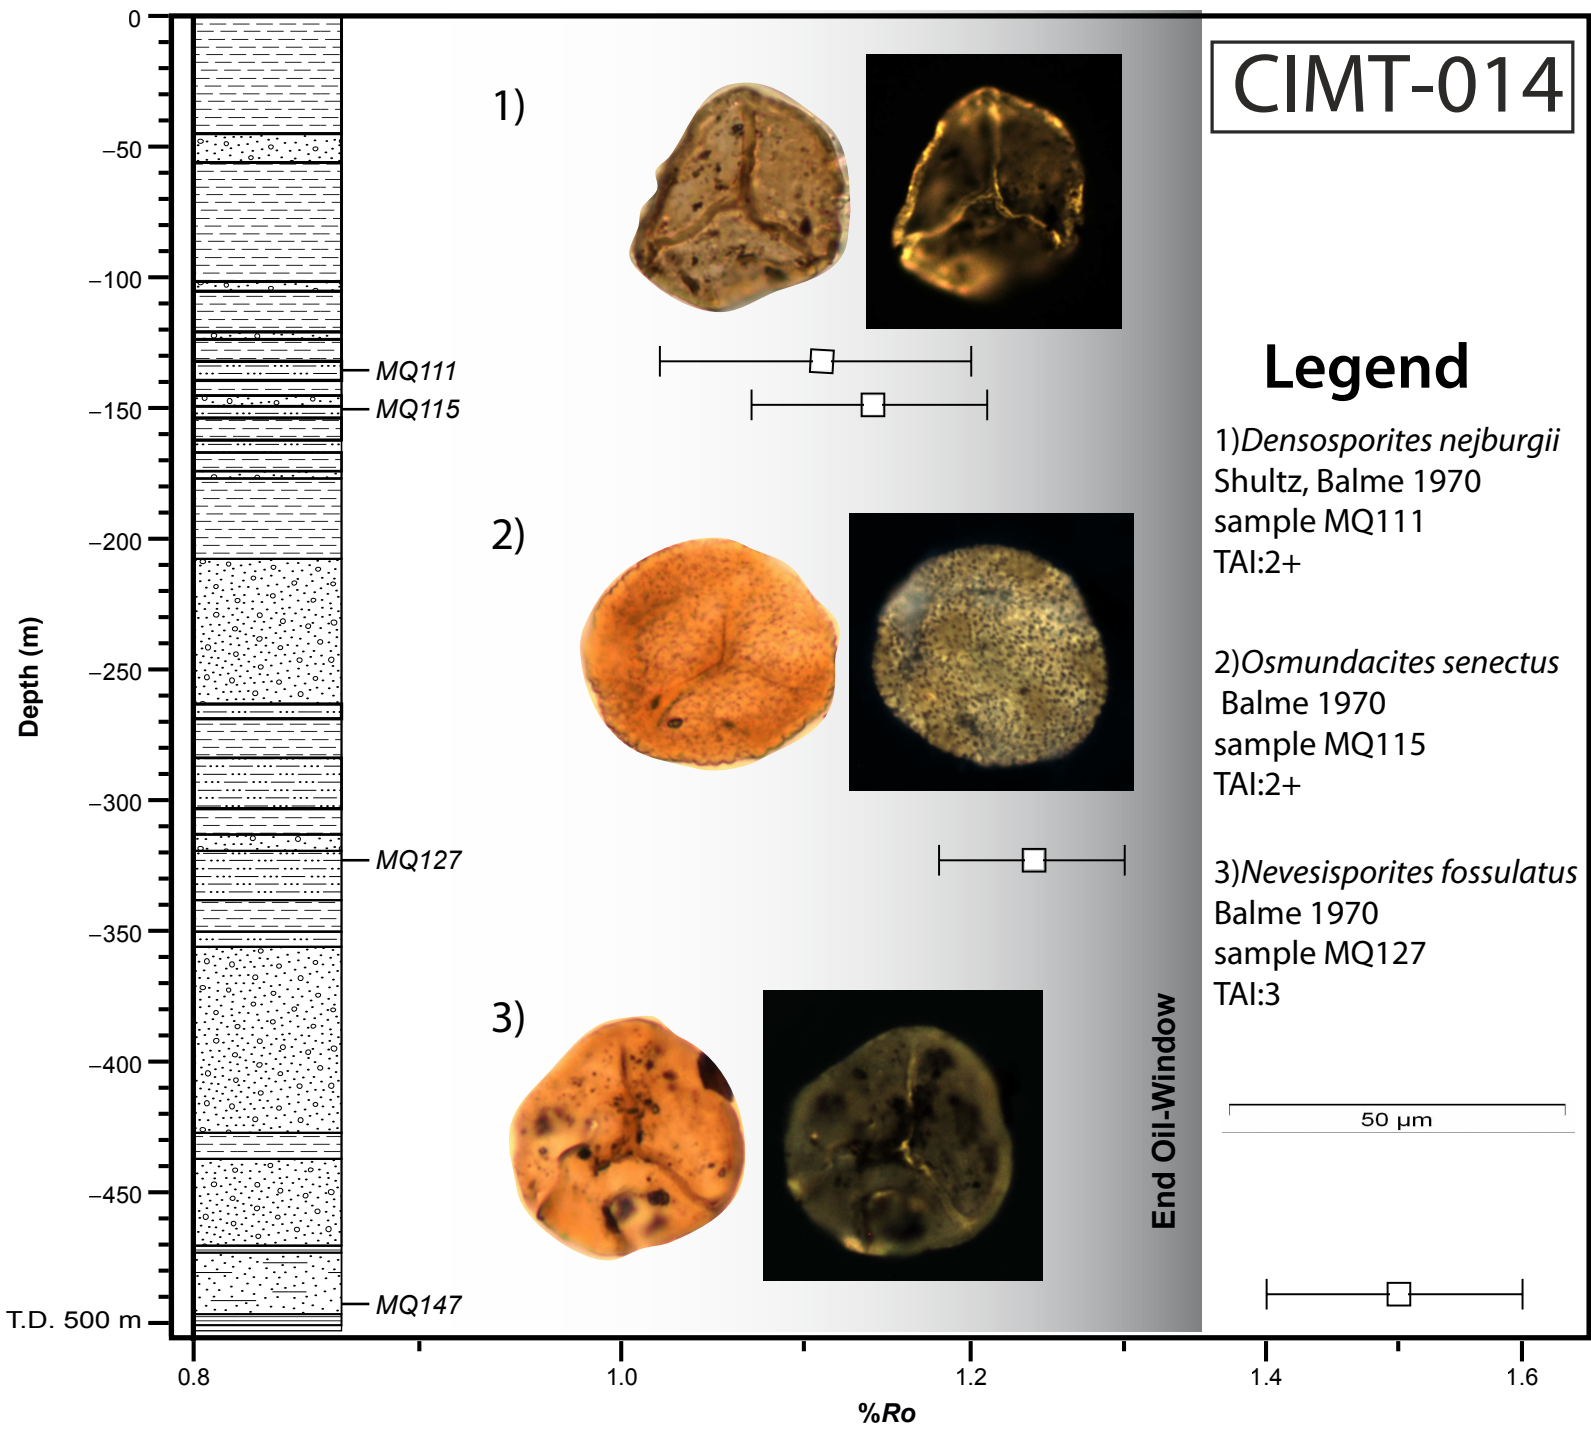 CIMT-014
0
–50
–100
–150
–200
–250
–300
–350
–400
–450
T.D. 500 m
Depth (m)
MQ111
MQ115
MQ127
MQ147
1)
2)
3)
End Oil-Window
Legend
1)Densosporites nejburgii
Shultz, Balme 1970
sample MQ111
TAI:2+
2)Osmundacites senectus
Balme 1970
sample MQ115
TAI:2+
3)Nevesisporites fossulatus
Balme 1970
sample MQ127
TAI:3
50 µm
0.8 1.0 1.2 1.4 1.6
%Ro